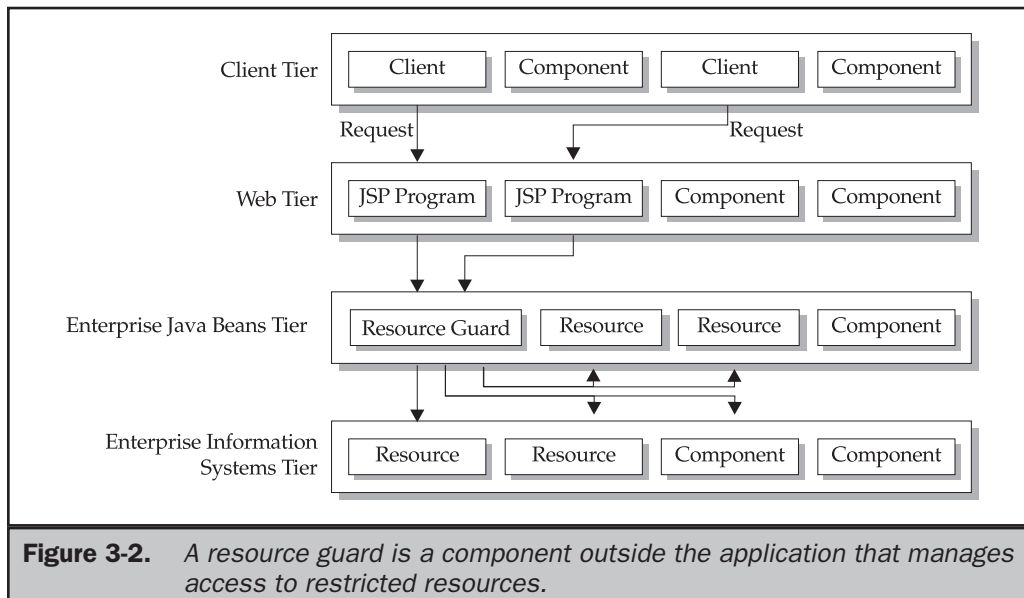 Client Tier
Client
Component
Client
Component
Request
Request
Web Tier
JSP Program
JSP Program
Component
Component
Enterprise Java Beans Tier
Resource Guard
Resource
Resource
Component
Enterprise Information
Systems Tier
Resource
Resource
Component
Component
Figure 3-2. A resource guard is a component outside the application that manages
access to restricted resources.